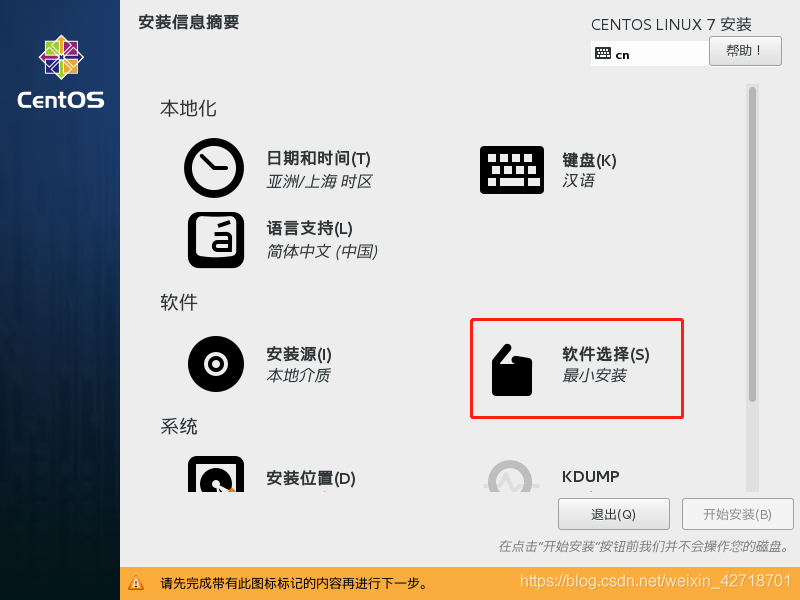 安装信息摘要
CENTOS LINUX 7 安装
cn
帮助！
CentOS
本地化
日期和时间(T)
亚洲/上海 时区
键盘(K)
汉语
语言支持(L)
简体中文 (中国)
软件
安装源(I)
本地介质
软件选择(S)
最小安装
系统
安装位置(D)
KDUMP
退出(Q)
开始安装(B)
在点击"开始安装"按钮前我们并不会操作您的磁盘。
请先完成带有此图标标记的内容再进行下一步。
https://blog.csdn.net/weixin_42718701